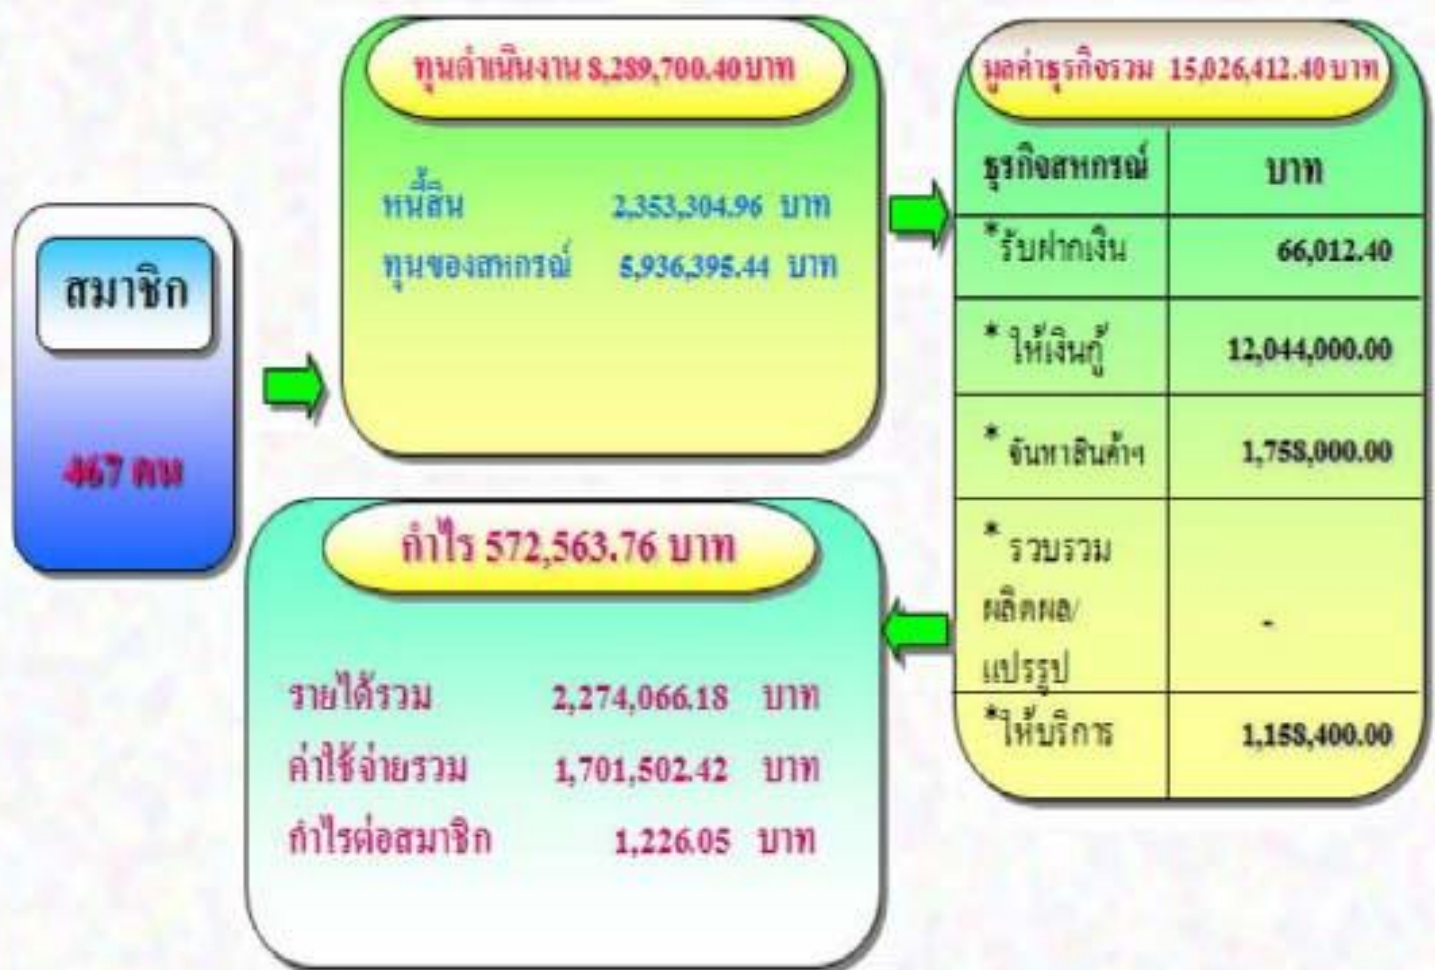 สมาชิก
467 คน
ทุนดำเนินงาน 8,289,700.40 บาท
หนี้สิน 2,353,304.96 บาท
ทุนของสหกรณ์ 5,936,395.44 บาท
มูลค่าธุรกิจรวม 15,026,412.40 บาท
ธุรกิจสหกรณ์ บาท
*รับฝากเงิน 66,012.40
* ให้เงินกู้ 12,044,000.00
* จัดหาสินค้าฯ 1,758,000.00
* รวบรวม
ผลิตผล/ -
แปรรูป
*ให้บริการ 1,158,400.00
กำไร 572,563.76 บาท
รายได้รวม 2,274,066.18 บาท
ค่าใช้จ่ายรวม 1,701,502.42 บาท
กำไรต่อสมาชิก 1,226.05 บาท